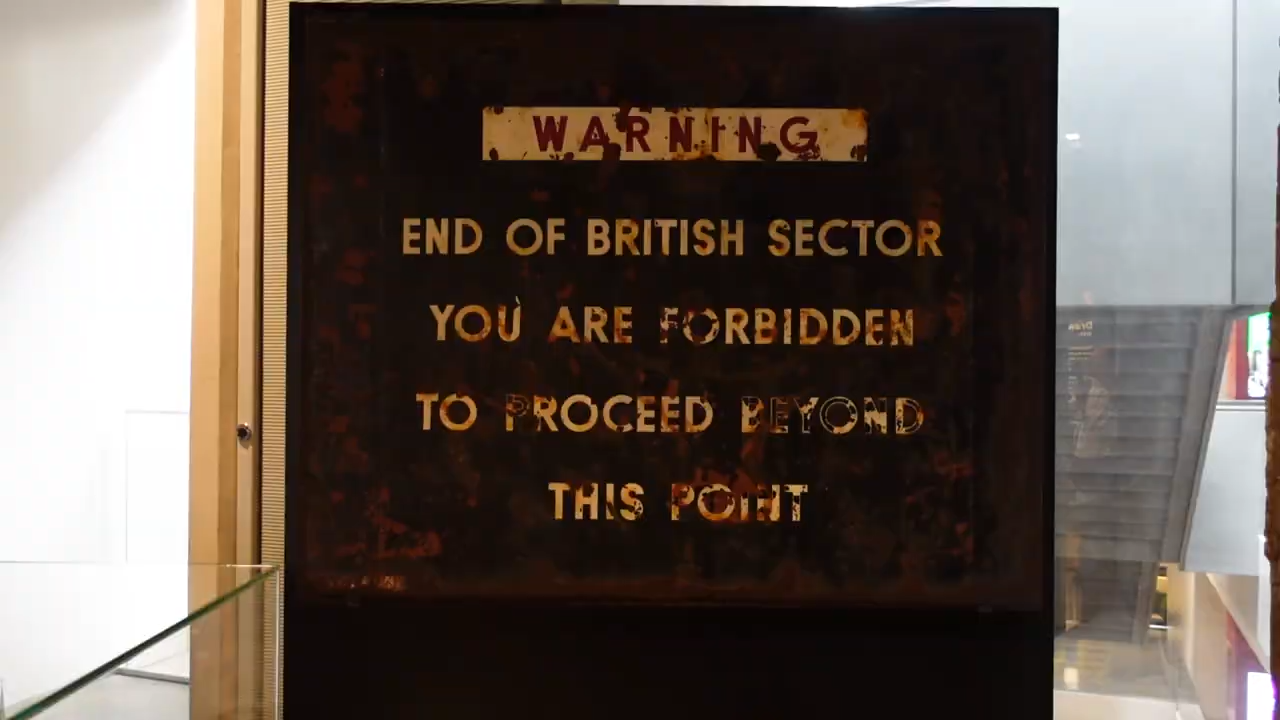 WARNING
END OF BRITISH SECTOR
YOU ARE FORBIDDEN
TO PROCEED BEYOND
THIS POINT